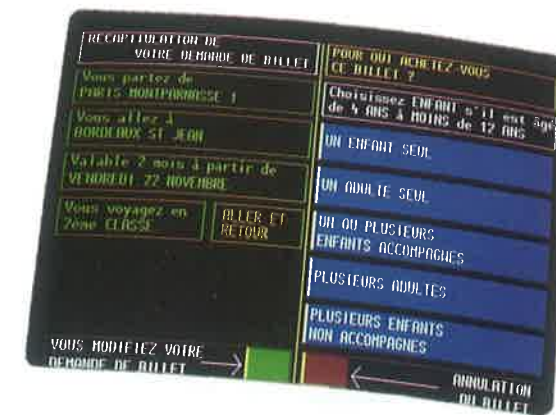 RECAPITULATION DE
VOTRE DEMANDE DE BILLET
Vous partez de
PARIS MONTPARNASSE 1
Vous allez à
BORDEAUX ST JEAN
Valable 2 mois à partir de
VENDREDI 22 NOVEMBRE
Vous voyagez en
2ème CLASSE
ALLER ET
RETOUR
VOUS MODIFIEZ VOTRE
DEMANDE DE BILLET
POUR QUI ACHETEZ-VOUS
CE BILLET ?
Choisissez ENFANT s'il est âgé
de 4 ANS à MOINS de 12 ANS
UN ENFANT SEUL
UN ADULTE SEUL
UN OU PLUSIEURS
ENFANTS ACCOMPAGNES
PLUSIEURS ADULTES
PLUSIEURS ENFANTS
NON ACCOMPAGNES
ANNULATION
DU BILLET